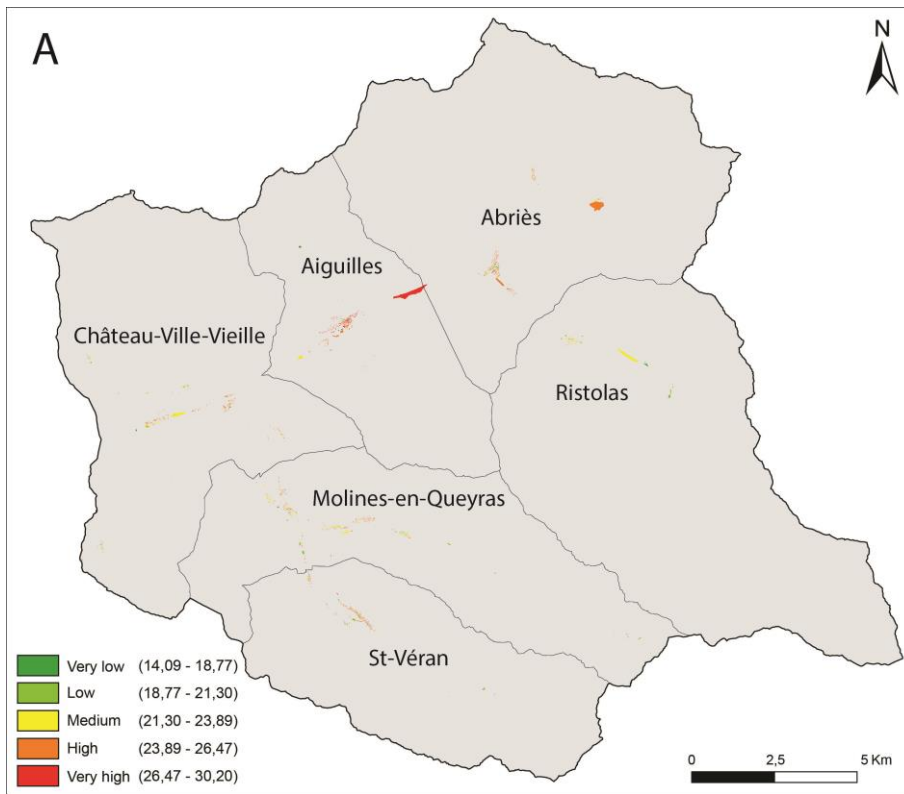 A
N
Abriès
Aiguilles
Château-Ville-Vieille
Ristolas
Molines-en-Queyras
St-Véran
Very low (14,09 - 18,77)
Low (18,77 - 21,30)
Medium (21,30 - 23,89)
High (23,89 - 26,47)
Very high (26,47 - 30,20)
0 2,5 5 Km